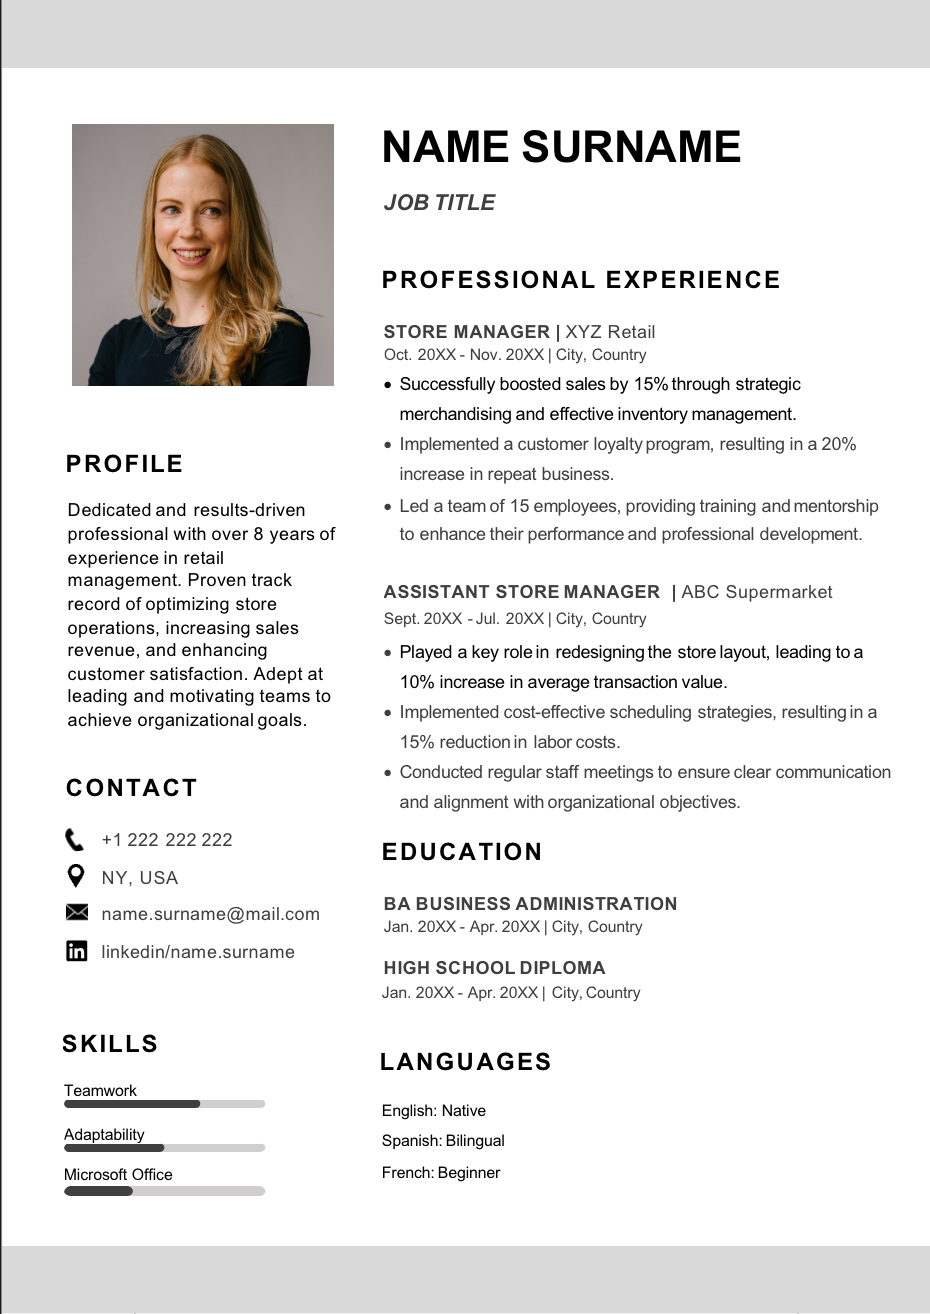 NAME SURNAME
JOB TITLE
PROFILE
Dedicated and results-driven
professional with over 8 years of
experience in retail
management. Proven track
record of optimizing store
operations, increasing sales
revenue, and enhancing
customer satisfaction. Adept at
leading and motivating teams to
achieve organizational goals.
CONTACT
+1 222 222 222
NY, USA
name.surname@mail.com
in linkedin/name.surname
SKILLS
Teamwork
Adaptability
Microsoft Office
PROFESSIONAL EXPERIENCE
STORE MANAGER | XYZ Retail
Oct. 20XX - Nov. 20XX | City, Country
• Successfully boosted sales by 15% through strategic
merchandising and effective inventory management.
• Implemented a customer loyalty program, resulting in a 20%
increase in repeat business.
• Led a team of 15 employees, providing training and mentorship
to enhance their performance and professional development.
ASSISTANT STORE MANAGER | ABC Supermarket
Sept. 20XX - Jul. 20XX | City, Country
• Played a key role in redesigning the store layout, leading to a
10% increase in average transaction value.
• Implemented cost-effective scheduling strategies, resulting in a
15% reduction in labor costs.
• Conducted regular staff meetings to ensure clear communication
and alignment with organizational objectives.
EDUCATION
BA BUSINESS ADMINISTRATION
Jan. 20XX - Apr. 20XX | City, Country
HIGH SCHOOL DIPLOMA
Jan. 20XX - Apr. 20XX | City, Country
LANGUAGES
English: Native
Spanish: Bilingual
French: Beginner